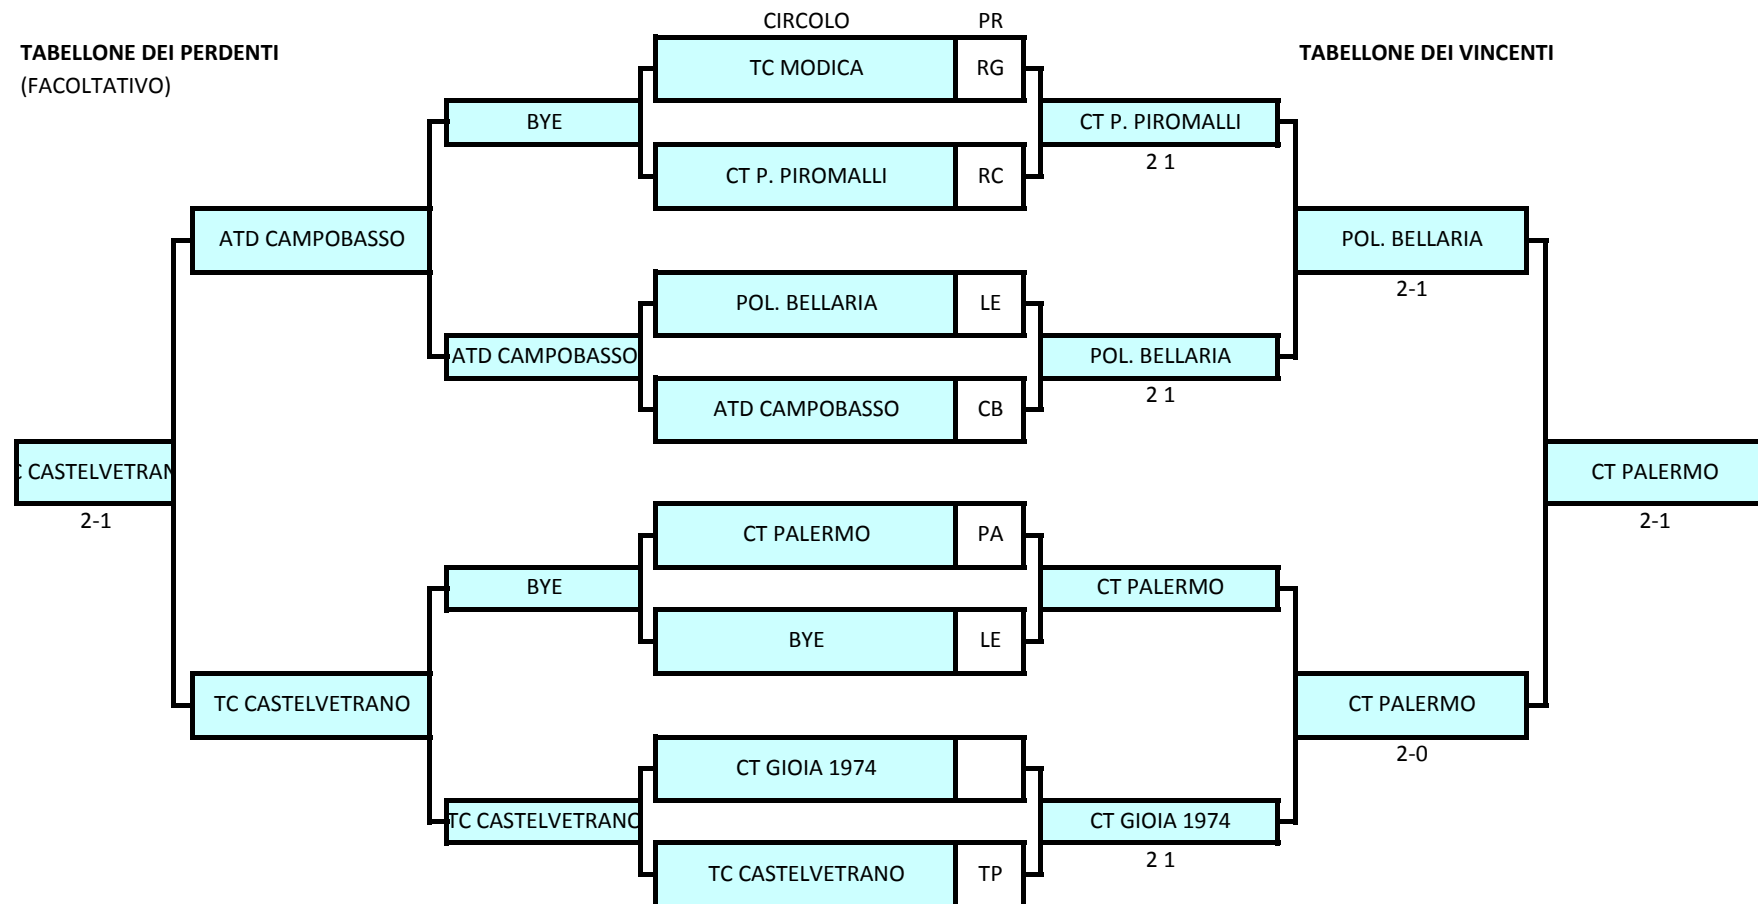 CIRCOLO PR
TABELLONE DEI PERDENTI
(FACOLTATIVO)
TABELLONE DEI VINCENTI
TC MODICA RG
BYE
CT P. PIROMALLI
2 1
CT P. PIROMALLI RC
ATD CAMPOBASSO
POL. BELLARIA
2-1
POL. BELLARIA LE
ATD CAMPOBASSO
POL. BELLARIA
2 1
ATD CAMPOBASSO CB
C CASTELVETRAN
2-1
CT PALERMO
2-1
CT PALERMO PA
BYE
CT PALERMO
BYE LE
TC CASTELVETRANO
CT PALERMO
2-0
CT GIOIA 1974
TC CASTELVETRANO
CT GIOIA 1974
2 1
TC CASTELVETRANO TP